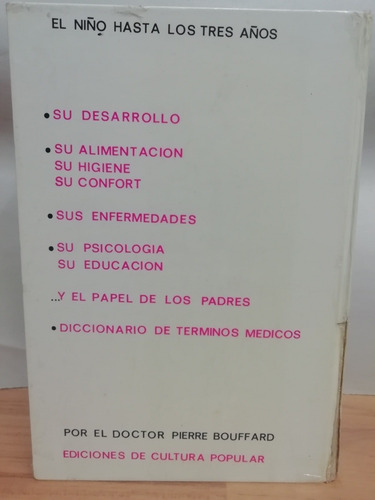 EL NIÑO HASTA LOS TRES AÑOS
• SU DESARROLLO
• SU ALIMENTACION
SU HIGIENE
SU CONFORT
• SUS ENFERMEDADES
• SU PSICOLOGIA
SU EDUCACION
...Y EL PAPEL DE LOS PADRES
• DICCIONARIO DE TERMINOS MEDICOS
POR EL DOCTOR PIERRE BOUFFARD
EDICIONES DE CULTURA POPULAR